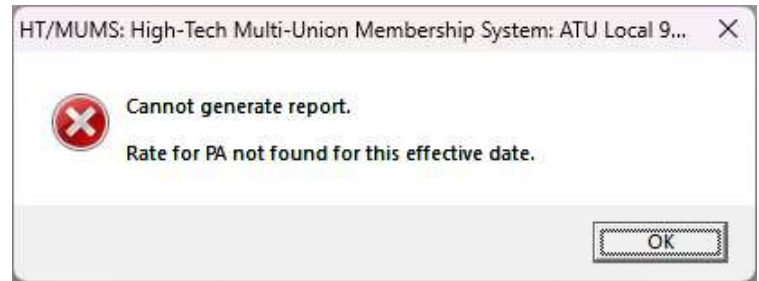 HT/MUMS: High-Tech Multi-Union Membership System: ATU Local 9...
Cannot generate report.
Rate for PA not found for this effective date.
OK